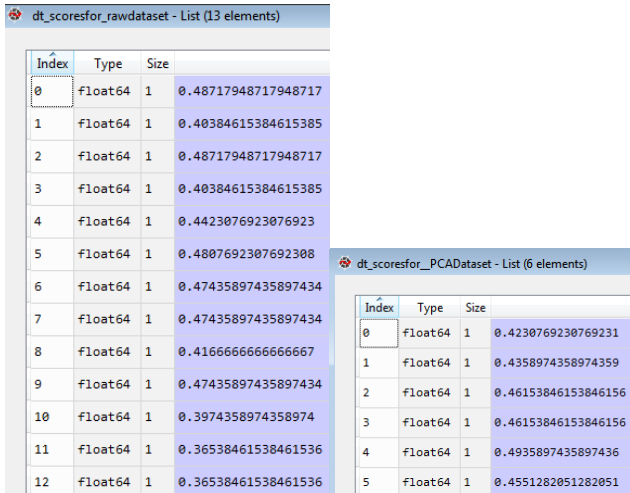 dt_scoresfor_rawdataset - List (13 elements)
Index Type Size
0 float64 1 0.48717948717948717
1 float64 1 0.40384615384615385
2 float64 1 0.48717948717948717
3 float64 1 0.40384615384615385
4 float64 1 0.4423076923076923
5 float64 1 0.4807692307692308
6 float64 1 0.47435897435897434
7 float64 1 0.47435897435897434
8 float64 1 0.4166666666666667
9 float64 1 0.47435897435897434
10 float64 1 0.3974358974358974
11 float64 1 0.36538461538461536
12 float64 1 0.36538461538461536
dt_scoresfor__PCADataset - List (6 elements)
Index Type Size
0 float64 1 0.4230769230769231
1 float64 1 0.4358974358974359
2 float64 1 0.46153846153846156
3 float64 1 0.46153846153846156
4 float64 1 0.4935897435897436
5 float64 1 0.4551282051282051